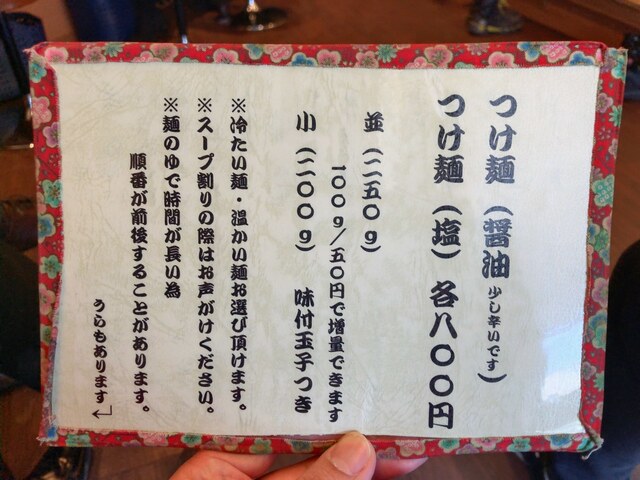 つけ麺（醤油少し辛いです）
つけ麺（塩）各八〇〇円
並（二五〇g）
１００g/五〇円で増量できます
小（二〇〇g）　味付玉子つき
※冷たい麺・温かい麺お選び頂けます。
※スープ割りの際はお声がけください。
※麺のゆで時間が長い為
順番が前後することがあります。
うらもあります↵